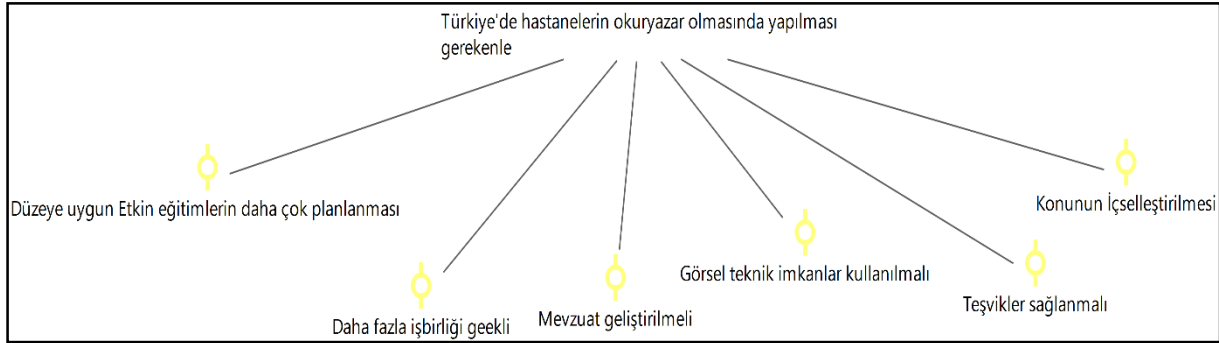 Türkiye'de hastanelerin okuryazar olmasında yapılması
gerekenle
Düzeye uygun Etkin eğitimlerin daha çok planlanması
Daha fazla işbirliği geekli
Mevzuat geliştirilmeli
Görsel teknik imkanlar kullanılmalı
Teşvikler sağlanmalı
Konunun İçselleştirilmesi